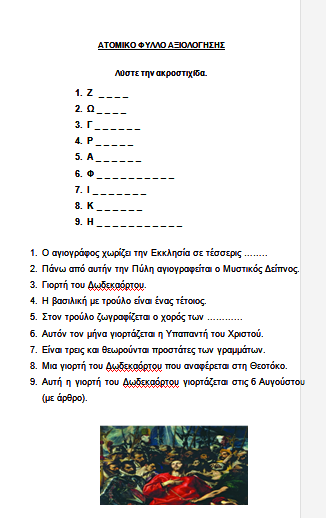 ΑΤΟΜΙΚΟ ΦΥΛΛΟ ΑΞΙΟΛΟΓΗΣΗΣ
Λύστε την ακροστιχίδα.
1. Ζ _ _ _ _
2. Ω _ _ _ _
3. Γ _ _ _ _ _ _
4. Ρ _ _ _ _ _
5. Α _ _ _ _ _ _
6. Φ _ _ _ _ _ _ _ _ _ _
7. Ι _ _ _ _ _ _ _
8. Κ _ _ _ _ _ _
9. Η _ _ _ _ _ _ _ _ _ _ _
1. Ο αγιογράφος χωρίζει την Εκκλησία σε τέσσερις ........
2. Πάνω από αυτήν την Πύλη αγιογραφείται ο Μυστικός Δείπνος.
3. Γιορτή του Δωδεκαόρτου.
4. Η βασιλική με τρούλο είναι ένας τέτοιος.
5. Στον τρούλο ζωγραφίζεται ο χορός των ............
6. Αυτόν τον μήνα γιορτάζεται η Υπαπαντή του Χριστού.
7. Είναι τρεις και θεωρούνται προστάτες των γραμμάτων.
8. Μια γιορτή του Δωδεκαόρτου που αναφέρεται στη Θεοτόκο.
9. Αυτή η γιορτή του Δωδεκαόρτου γιορτάζεται στις 6 Αυγούστου
(με άρθρο).